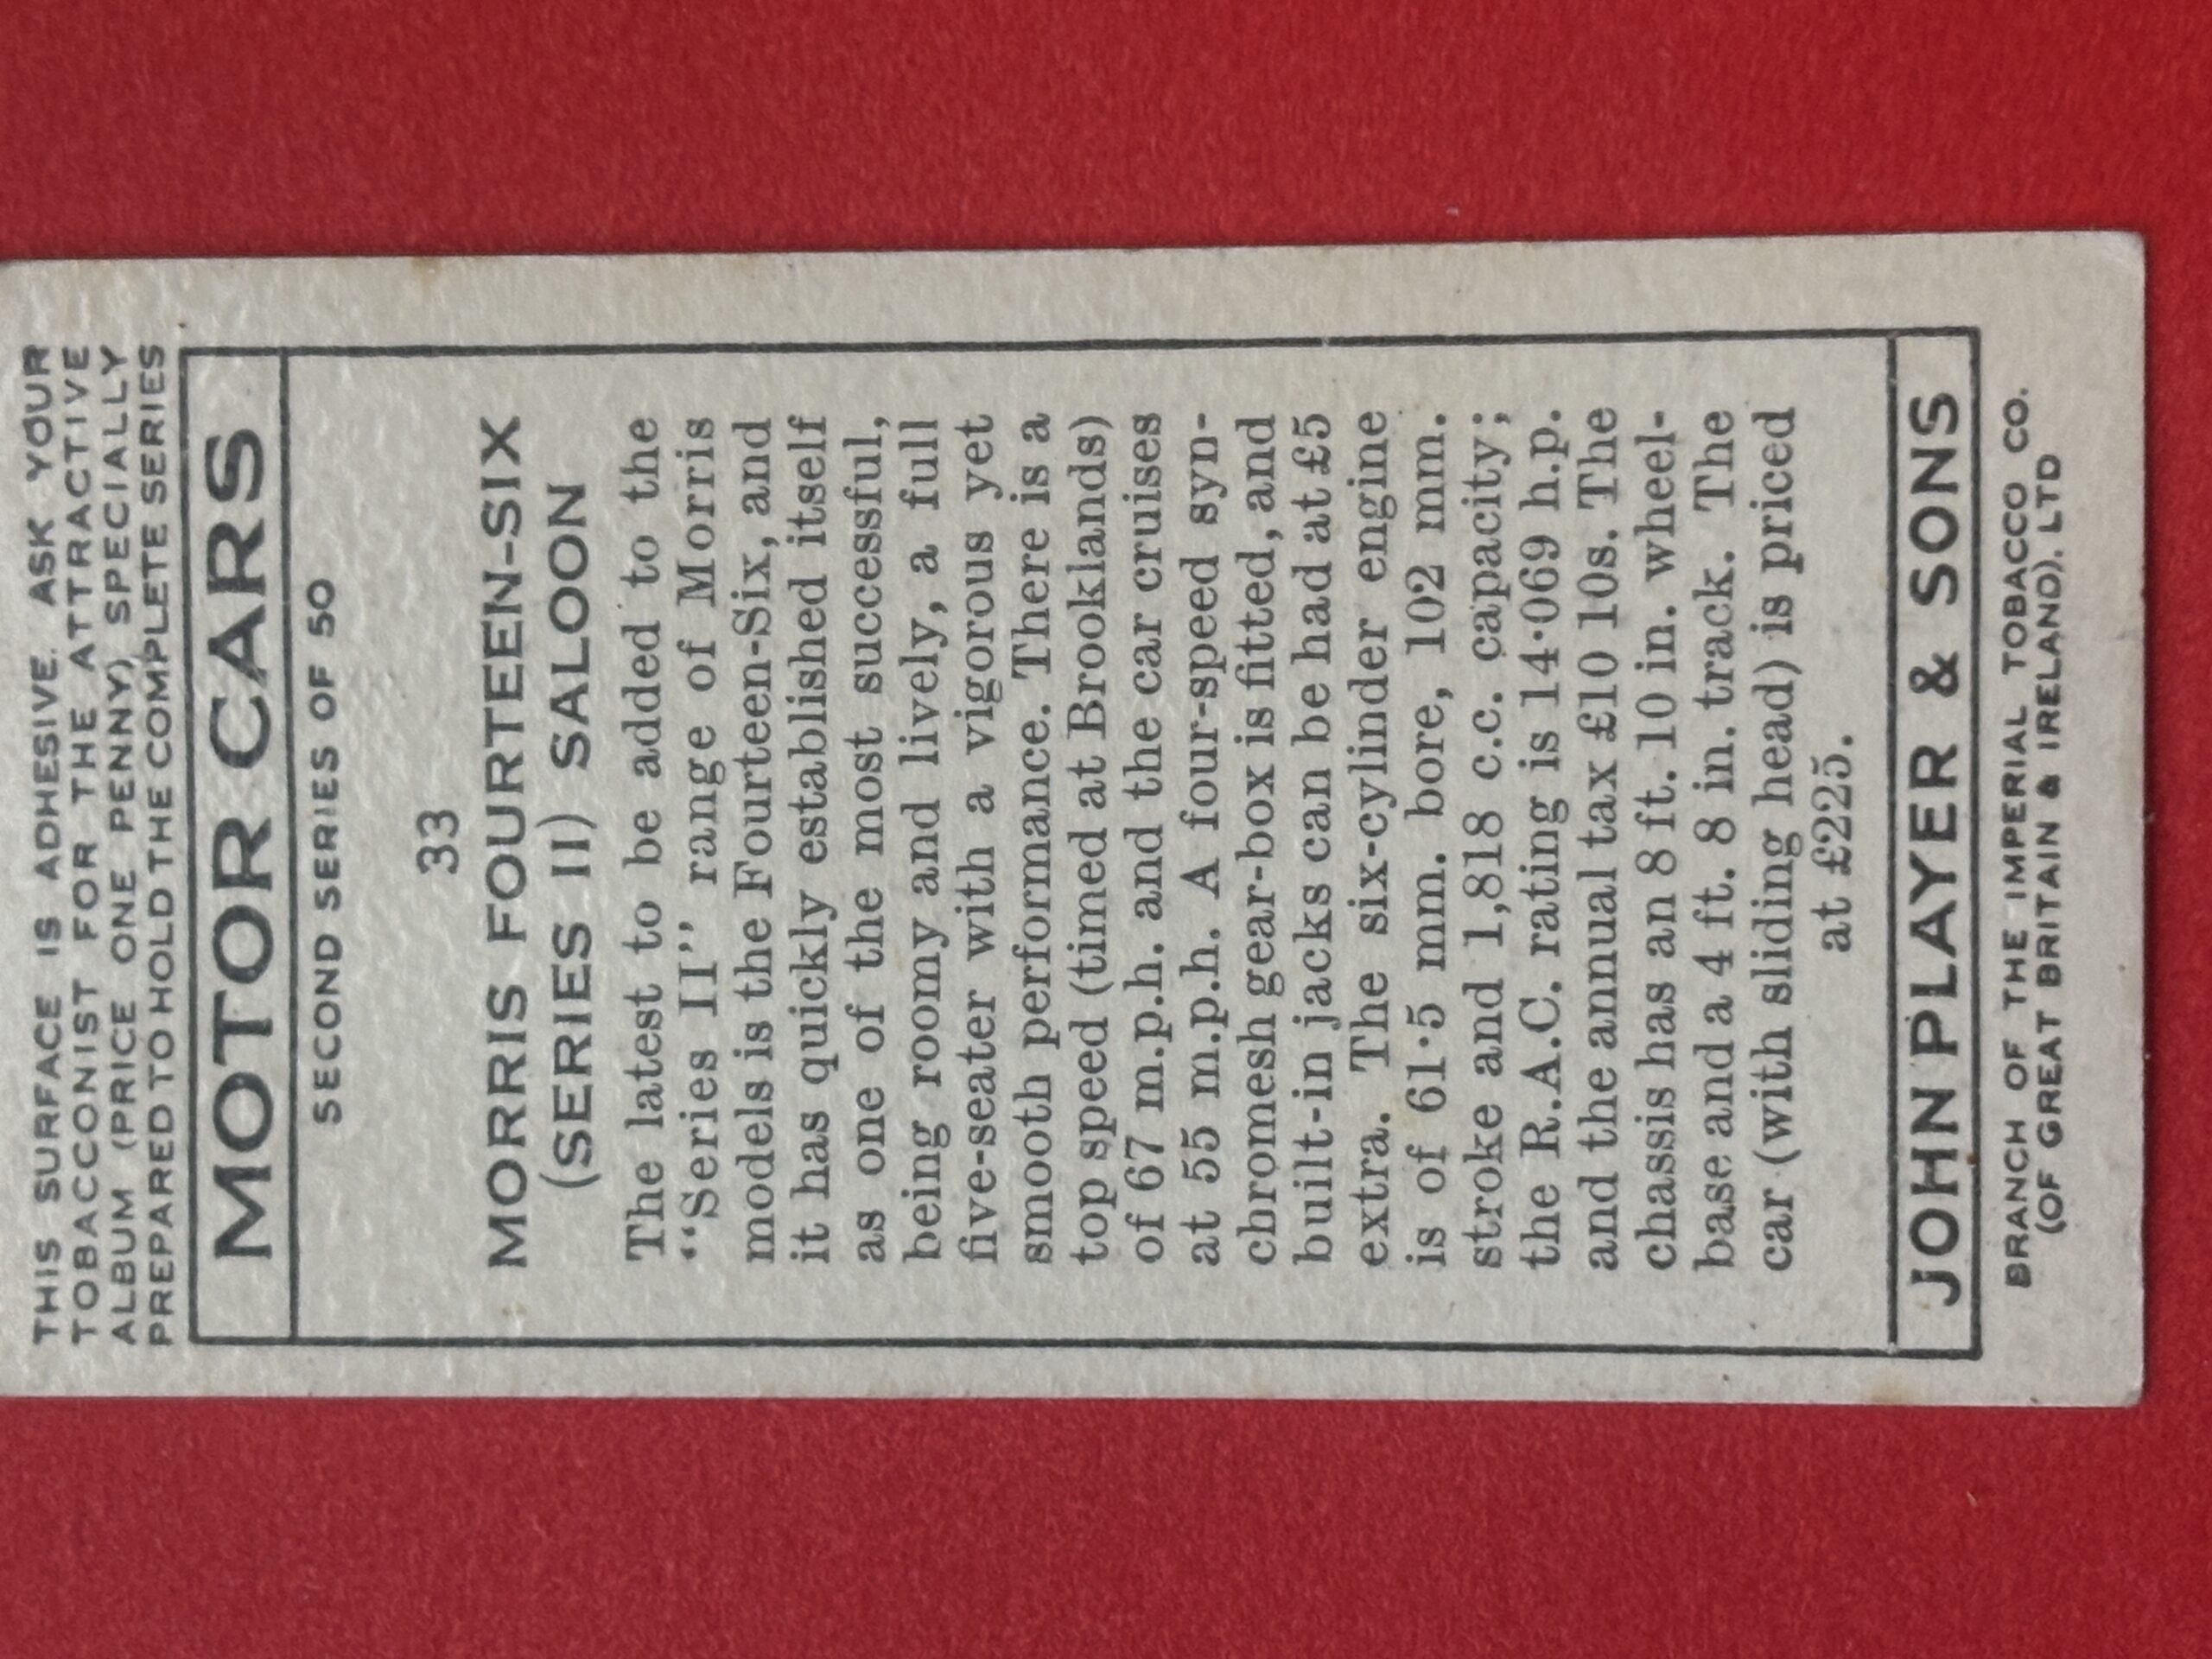 THIS SURFACE IS ADHESIVE. ASK YOUR
TOBACCONIST FOR THE ATTRACTIVE
ALBUM (PRICE ONE PENNY) SPECIALLY
PREPARED TO HOLD THE COMPLETE SERIES
MOTOR CARS
SECOND SERIES OF 50
33
MORRIS FOURTEEN-SIX
(SERIES II) SALOON
The latest to be added to the
“Series II” range of Morris
models is the Fourteen-Six, and
it has quickly established itself
as one of the most successful,
being roomy and lively, a full
five-seater with a vigorous yet
smooth performance. There is a
top speed (timed at Brooklands)
of 67 m.p.h. and the car cruises
at 55 m.p.h. A four-speed syn-
chromesh gear-box is fitted, and
built-in jacks can be had at £5
extra. The six-cylinder engine
is of 61·5 mm. bore, 102 mm.
stroke and 1,818 c.c. capacity;
the R.A.C. rating is 14·069 h.p.
and the annual tax £10 10s. The
chassis has an 8 ft. 10 in. wheel-
base and a 4 ft. 8 in. track. The
car (with sliding head) is priced
at £225.
JOHN PLAYER & SONS
BRANCH OF THE IMPERIAL TOBACCO CO.
(OF GREAT BRITAIN & IRELAND), LTD